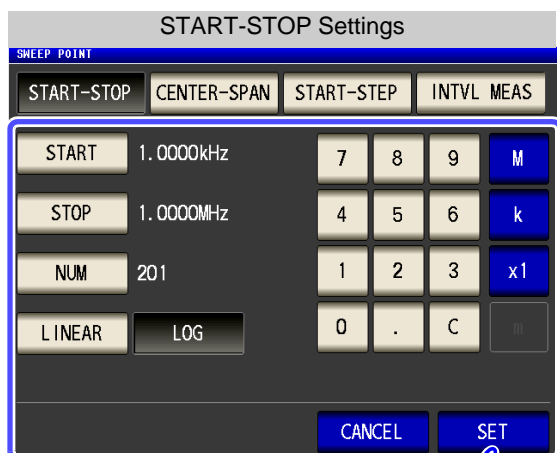 START-STOP Settings
SWEEP POINT
START-STOP CENTER-SPAN START-STEP INTVL MEAS
START 1.0000kHz 7 8 9 M
STOP 1.0000MHz 4 5 6 k
NUM 201 1 2 3 x1
LINEAR LOG 0 . C m
CANCEL SET